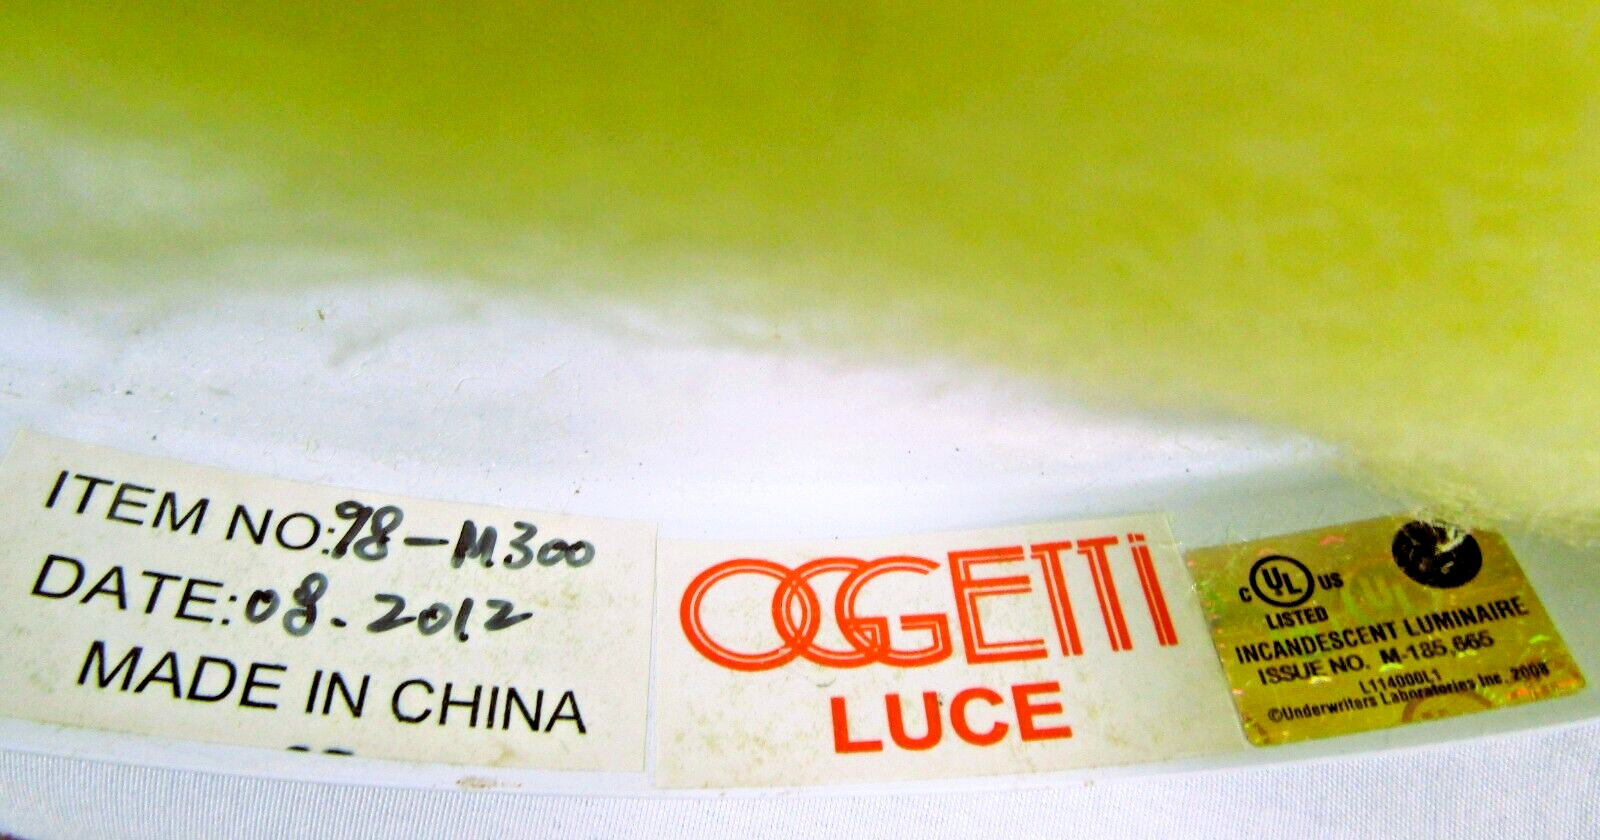 ITEM NO: 98-M300
DATE: 08.2012
MADE IN CHINA
OGGETTi
LUCE
C UL US
LISTED
INCANDESCENT LUMINAIRE
ISSUE NO. M-185,665
L114000L1
©Underwriters Laboratories Inc. 2008